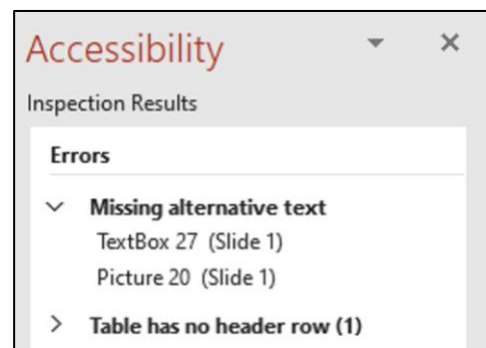 Accessibility
Inspection Results
Errors
Missing alternative text
TextBox 27 (Slide 1)
Picture 20 (Slide 1)
Table has no header row (1)